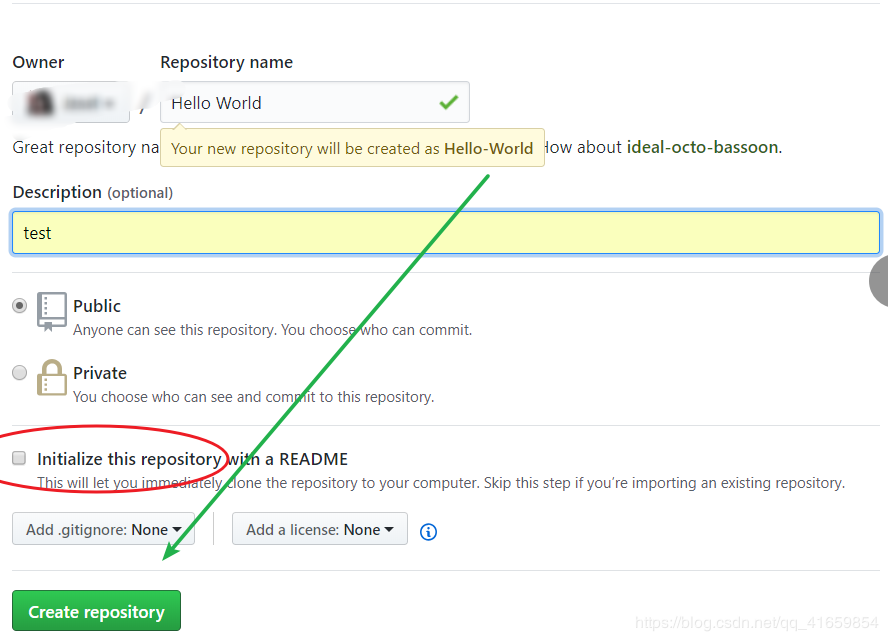 Owner
Repository name
/
Hello World
Great repository na
Your new repository will be created as Hello-World
How about ideal-octo-bassoon.
Description (optional)
test
Public
Anyone can see this repository. You choose who can commit.
Private
You choose who can see and commit to this repository.
Initialize this repository with a README
This will let you immediately clone the repository to your computer. Skip this step if you’re importing an existing repository.
Add .gitignore: None
Add a license: None
Create repository
https://blog.csdn.net/qq_41659854